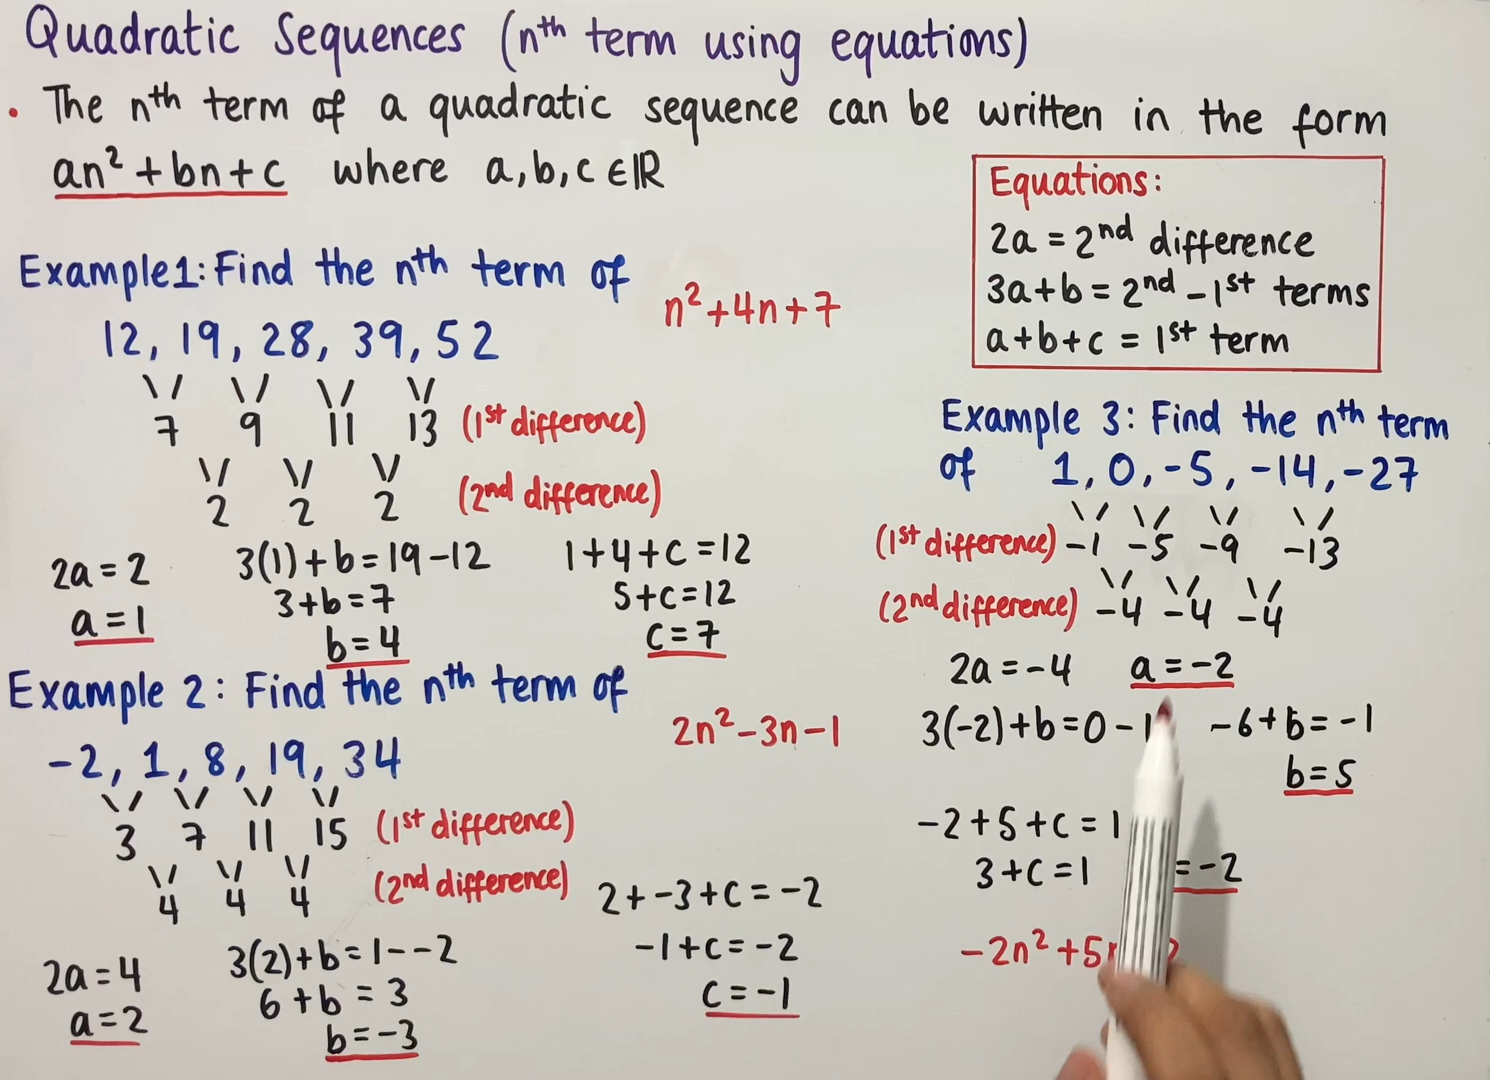 Quadratic Sequences (nth term using equations)
• The nth term of a quadratic sequence can be written in the form
an² + bn + c where a, b, c ∈ ℝ
Equations:
2a = 2nd difference
3a + b = 2nd - 1st terms
a + b + c = 1st term
Example 1: Find the nth term of
n² + 4n + 7
12, 19, 28, 39, 52
7 9 11 13 (1st difference)
2 2 2 (2nd difference)
2a = 2
a = 1
3(1) + b = 19 - 12
3 + b = 7
b = 4
1 + 4 + c = 12
5 + c = 12
c = 7
Example 2: Find the nth term of
2n² - 3n - 1
-2, 1, 8, 19, 34
3 7 11 15 (1st difference)
4 4 4 (2nd difference)
2a = 4
a = 2
3(2) + b = 1 - -2
6 + b = 3
b = -3
2 + -3 + c = -2
-1 + c = -2
c = -1
Example 3: Find the nth term
of 1, 0, -5, -14, -27
(1st difference) -1 -5 -9 -13
(2nd difference) -4 -4 -4
2a = -4 a = -2
3(-2) + b = 0 - 1 -6 + b = -1
b = 5
-2 + 5 + c = 1
3 + c = 1 = -2
-2n² + 5